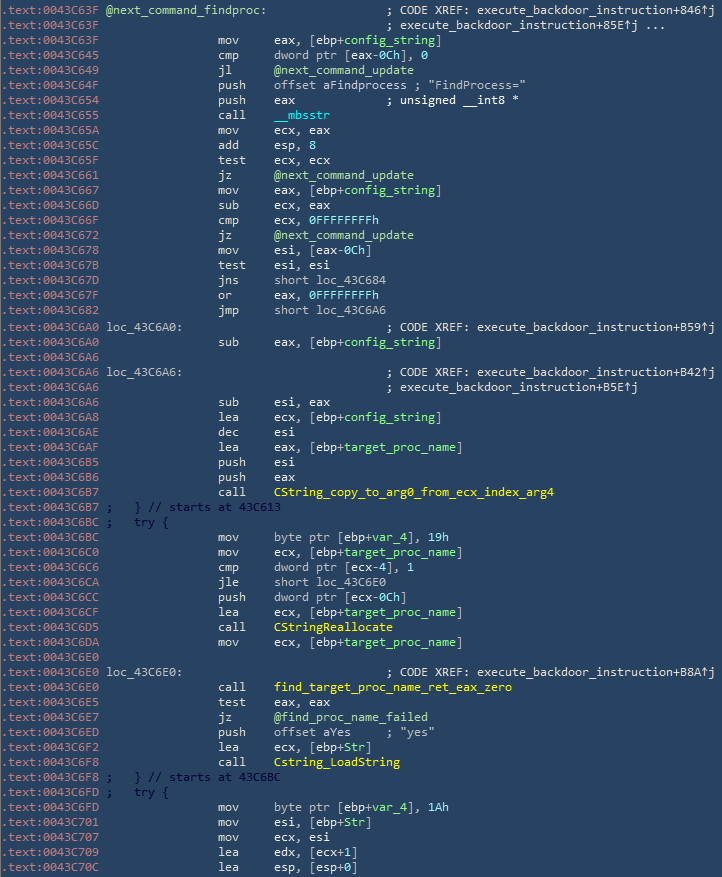 .text:0043C63F @next_command_findproc: ; CODE XREF: execute_backdoor_instruction+846↑j
.text:0043C63F ; execute_backdoor_instruction+85E↑j ...
.text:0043C63F mov eax, [ebp+config_string]
.text:0043C645 cmp dword ptr [eax-0Ch], 0
.text:0043C649 jl @next_command_update
.text:0043C64F push offset aFindprocess ; "FindProcess="
.text:0043C654 push eax ; unsigned __int8 *
.text:0043C655 call __mbsstr
.text:0043C65A mov ecx, eax
.text:0043C65C add esp, 8
.text:0043C65F test ecx, ecx
.text:0043C661 jz @next_command_update
.text:0043C667 mov eax, [ebp+config_string]
.text:0043C66D sub ecx, eax
.text:0043C66F cmp ecx, 0FFFFFFFFh
.text:0043C672 jz @next_command_update
.text:0043C678 mov esi, [eax-0Ch]
.text:0043C67B test esi, esi
.text:0043C67D jns short loc_43C684
.text:0043C67F or eax, 0FFFFFFFFh
.text:0043C682 jmp short loc_43C6A6
.text:0043C6A0 loc_43C6A0: ; CODE XREF: execute_backdoor_instruction+B59↑j
.text:0043C6A0 sub eax, [ebp+config_string]
.text:0043C6A6
.text:0043C6A6 loc_43C6A6: ; CODE XREF: execute_backdoor_instruction+B42↑j
.text:0043C6A6 ; execute_backdoor_instruction+B5E↑j
.text:0043C6A6 sub esi, eax
.text:0043C6A8 lea ecx, [ebp+config_string]
.text:0043C6AE dec esi
.text:0043C6AF lea eax, [ebp+target_proc_name]
.text:0043C6B5 push esi
.text:0043C6B6 push eax
.text:0043C6B7 call CString_copy_to_arg0_from_ecx_index_arg4
.text:0043C6B7 ; } // starts at 43C613
.text:0043C6BC ; try {
.text:0043C6BC mov byte ptr [ebp+var_4], 19h
.text:0043C6C0 mov ecx, [ebp+target_proc_name]
.text:0043C6C6 cmp dword ptr [ecx-4], 1
.text:0043C6CA jle short loc_43C6E0
.text:0043C6CC push dword ptr [ecx-0Ch]
.text:0043C6CF lea ecx, [ebp+target_proc_name]
.text:0043C6D5 call CStringReallocate
.text:0043C6DA mov ecx, [ebp+target_proc_name]
.text:0043C6E0
.text:0043C6E0 loc_43C6E0: ; CODE XREF: execute_backdoor_instruction+B8A↑j
.text:0043C6E0 call find_target_proc_name_ret_eax_zero
.text:0043C6E5 test eax, eax
.text:0043C6E7 jz @find_proc_name_failed
.text:0043C6ED push offset aYes ; "yes"
.text:0043C6F2 lea ecx, [ebp+Str]
.text:0043C6F8 call Cstring_LoadString
.text:0043C6F8 ; } // starts at 43C6BC
.text:0043C6FD ; try {
.text:0043C6FD mov byte ptr [ebp+var_4], 1Ah
.text:0043C701 mov esi, [ebp+Str]
.text:0043C707 mov ecx, esi
.text:0043C709 lea edx, [ecx+1]
.text:0043C70C lea esp, [esp+0]